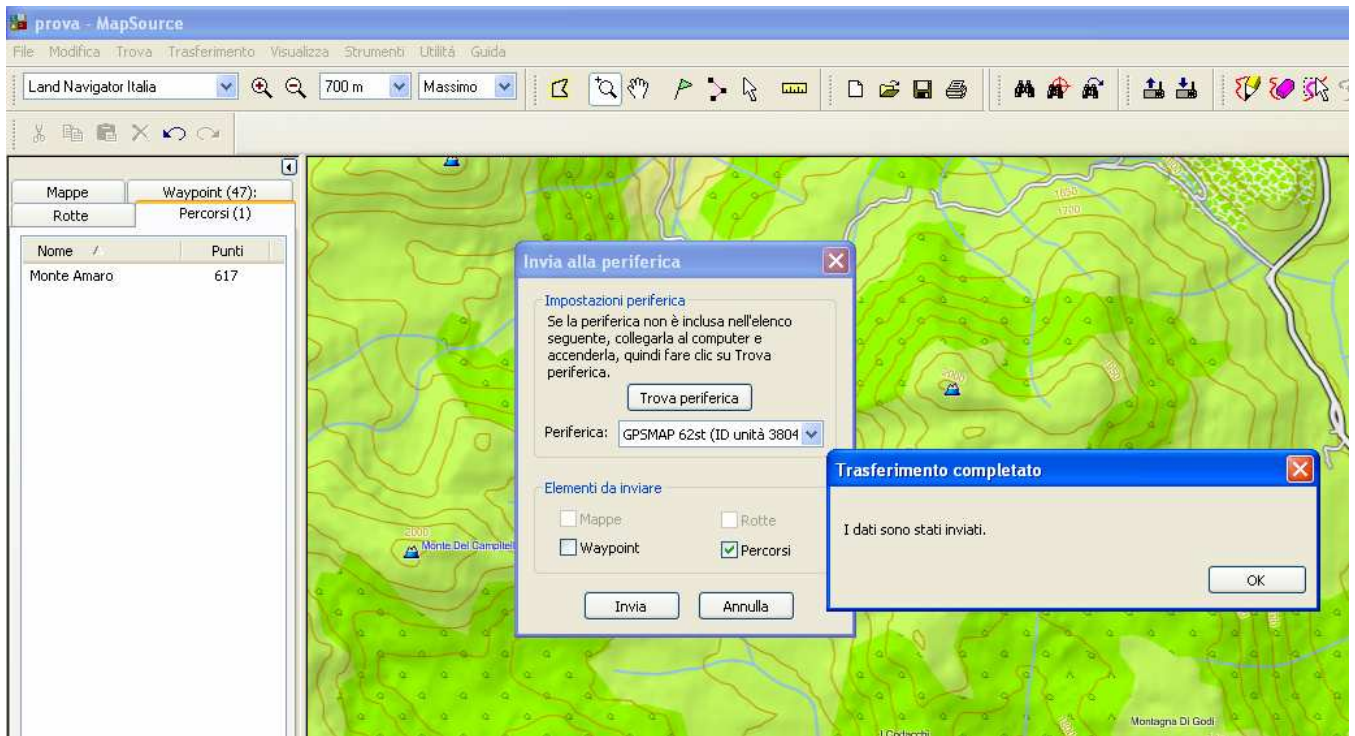 prova - MapSource
File Modifica Trova Trasferimento Visualizza Strumenti Utilità Guida
Land Navigator Italia
700 m
Massimo
Mappe
Waypoint (47):
Rotte
Percorsi (1)
Nome
Punti
Monte Amaro
617
1650
1700
Invia alla periferica
Impostazioni periferica
Se la periferica non è inclusa nell'elenco
seguente, collegarla al computer e
accenderla, quindi fare clic su Trova
periferica.
Trova periferica
Periferica:
GPSMAP 62st (ID unità 3804
Elementi da inviare
Mappe
Rotte
Waypoint
Percorsi
Invia
Annulla
Trasferimento completato
I dati sono stati inviati.
OK
2000
Monte Dei Campitell
Montagna Di Godi